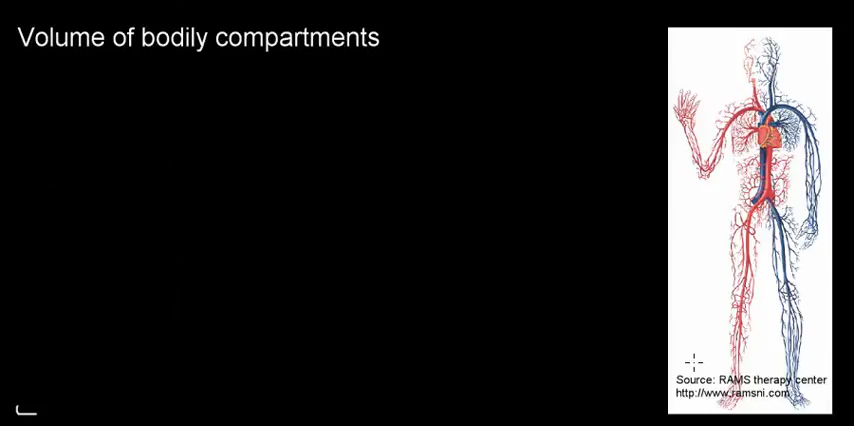 Volume of bodily compartments
Source: RAMS therapy center
http://www.ramsni.com